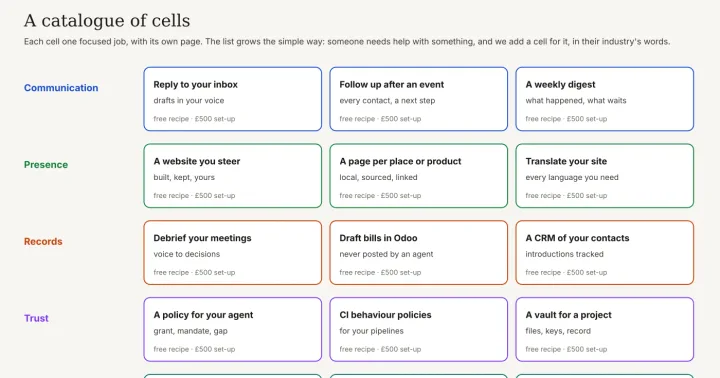 A catalogue of cells
Each cell one focused job, with its own page. The list grows the simple way: someone needs help with something, and we add a cell for it, in their industry's words.
Communication
Reply to your inbox
drafts in your voice
free recipe · £500 set-up
Follow up after an event
every contact, a next step
free recipe · £500 set-up
A weekly digest
what happened, what waits
free recipe · £500 set-up
Presence
A website you steer
built, kept, yours
free recipe · £500 set-up
A page per place or product
local, sourced, linked
free recipe · £500 set-up
Translate your site
every language you need
free recipe · £500 set-up
Records
Debrief your meetings
voice to decisions
free recipe · £500 set-up
Draft bills in Odoo
never posted by an agent
free recipe · £500 set-up
A CRM of your contacts
introductions tracked
free recipe · £500 set-up
Trust
A policy for your agent
grant, mandate, gap
free recipe · £500 set-up
CI behaviour policies
for your pipelines
free recipe · £500 set-up
A vault for a project
files, keys, record
free recipe · £500 set-up